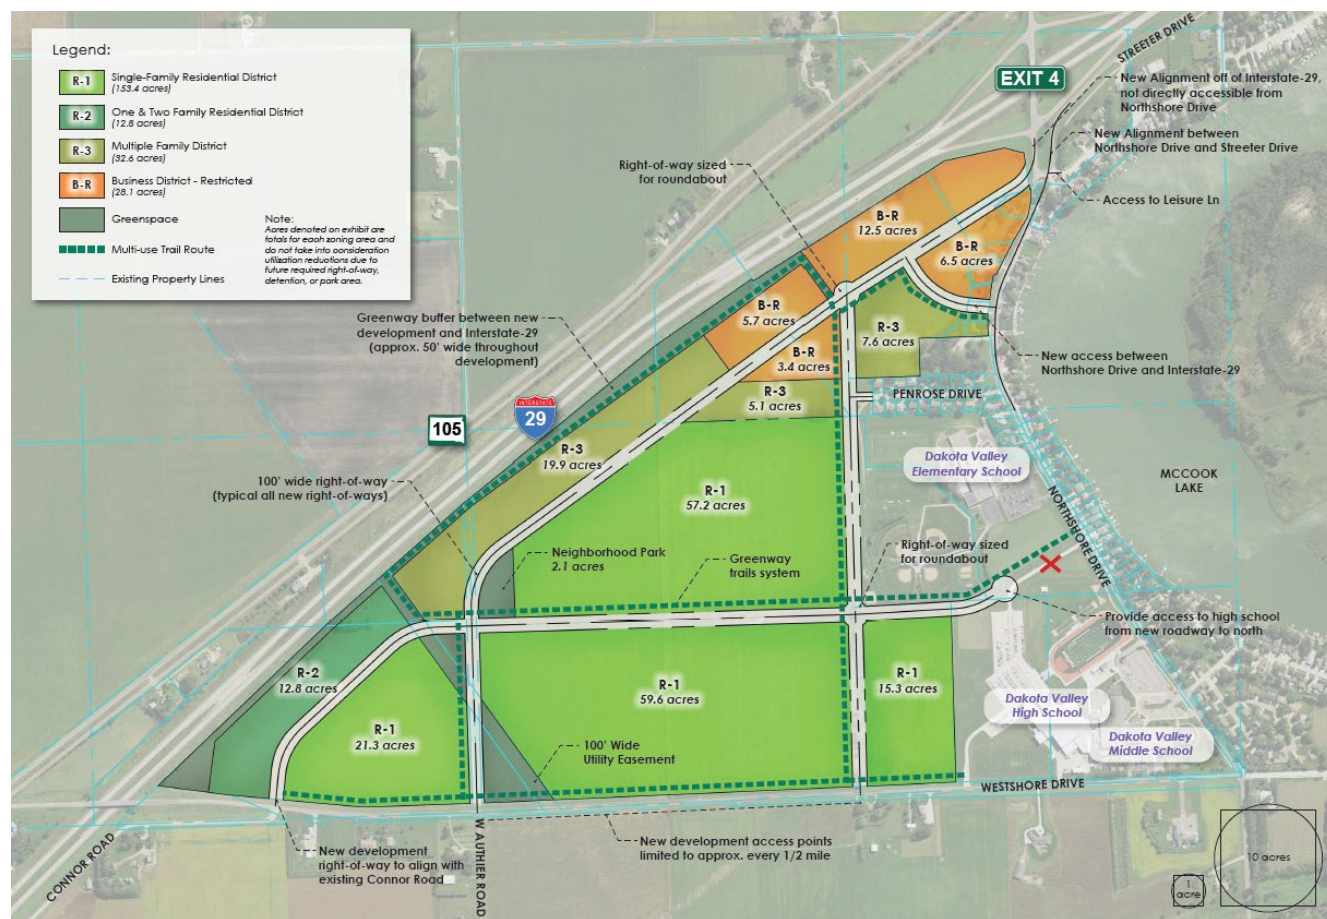 Legend:
R-1
Single-Family Residential District
(153.4 acres)
R-2
One & Two Family Residential District
(12.8 acres)
R-3
Multiple Family District
(32.6 acres)
B-R
Business District - Restricted
(28.1 acres)
Greenspace
Multi-use Trail Route
Existing Property Lines
Note:
Acres denoted on exhibit are
totals for each zoning area and
do not take into consideration
utilization reductions due to
future required right-of-way,
detention, or park area.
STREETER DRIVE
EXIT 4
New Alignment off of Interstate-29,
not directly accessible from
Northshore Drive
New Alignment between
Northshore Drive and Streeter Drive
Access to Leisure Ln
Right-of-way sized
for roundabout
B-R
12.5 acres
B-R
6.5 acres
B-R
5.7 acres
B-R
3.4 acres
R-3
7.6 acres
R-3
5.1 acres
Greenway buffer between new
development and Interstate-29
(approx. 50' wide throughout
development)
New access between
Northshore Drive and Interstate-29
PENROSE DRIVE
INTERSTATE
29
105
R-3
19.9 acres
Dakota Valley
Elementary School
MCCOOK
LAKE
100' wide right-of-way
(typical all new right-of-ways)
R-1
57.2 acres
NORTHSHORE DRIVE
Neighborhood Park
2.1 acres
Greenway
trails system
Right-of-way sized
for roundabout
Provide access to high school
from new roadway to north
R-2
12.8 acres
R-1
21.3 acres
R-1
59.6 acres
R-1
15.3 acres
Dakota Valley
High School
Dakota Valley
Middle School
100' Wide
Utility Easement
WESTSHORE DRIVE
CONNOR ROAD
New development
right-of-way to align with
existing Connor Road
W AUTHIER ROAD
New development access points
limited to approx. every 1/2 mile
1
acre
10 acres